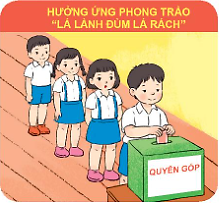 HƯỞNG ỨNG PHONG TRÀO
“LÁ LÀNH ĐÙM LÁ RÁCH”
QUYÊN GÓP